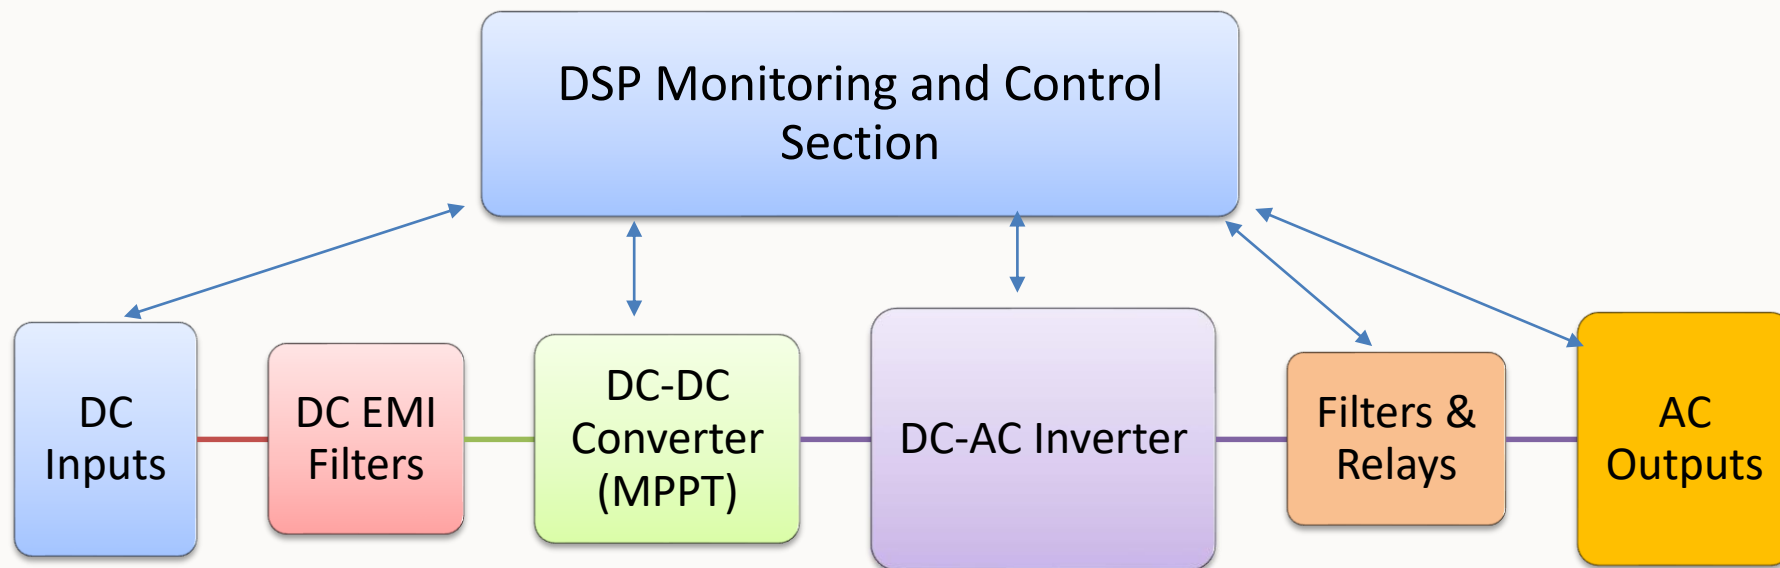 DSP Monitoring and Control
Section
DC
Inputs
DC EMI
Filters
DC-DC
Converter
(MPPT)
DC-AC Inverter
Filters &
Relays
AC
Outputs